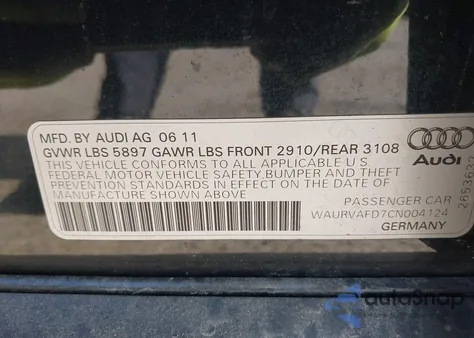 MFD. BY AUDI AG 06 11
GVWR LBS 5897 GAWR LBS FRONT 2910/REAR 3108
THIS VEHICLE CONFORMS TO ALL APPLICABLE U S
FEDERAL MOTOR VEHICLE SAFETY, BUMPER AND THEFT
PREVENTION STANDARDS IN EFFECT ON THE DATE OF
MANUFACTURE SHOWN ABOVE
Audi
PASSENGER CAR
WAURVAFD7CN004124
GERMANY
autosnap